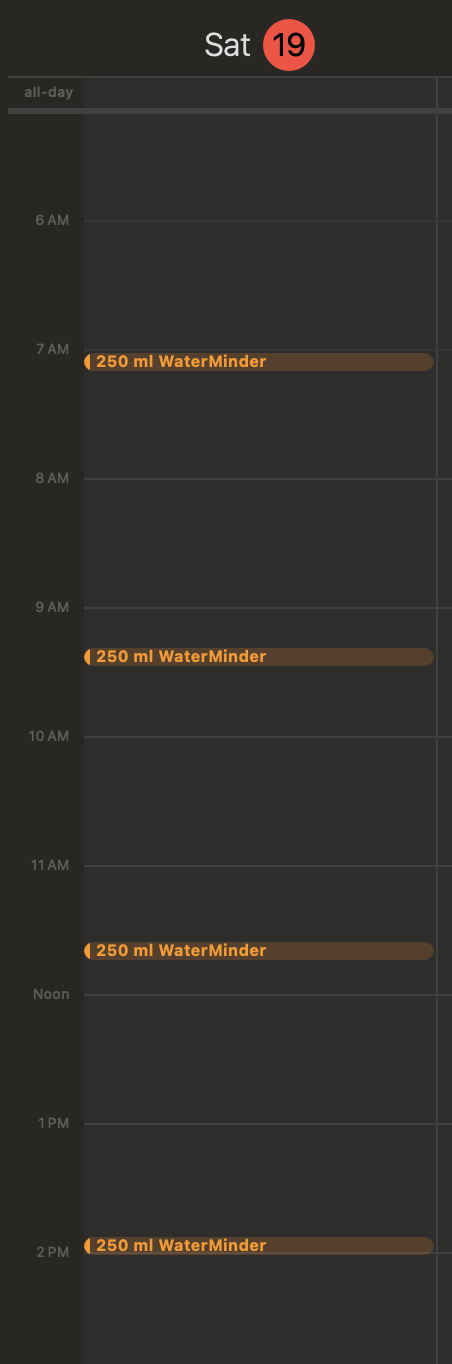 Sat 19
all-day
6 AM
7 AM
250 ml WaterMinder
8 AM
9 AM
250 ml WaterMinder
10 AM
11 AM
250 ml WaterMinder
Noon
1 PM
250 ml WaterMinder
2 PM